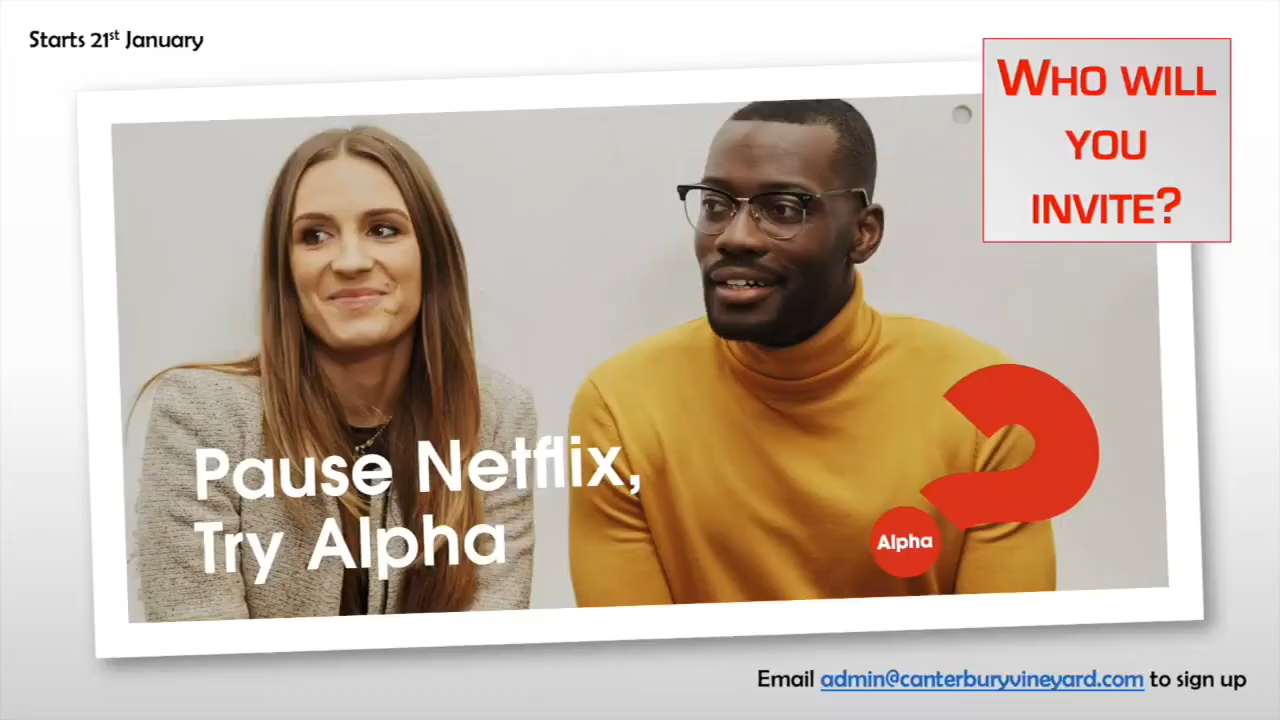 Starts 21st January
WHO WILL
YOU
INVITE?
Pause Netflix,
Try Alpha
Alpha
Email admin@canterburyvineyard.com to sign up